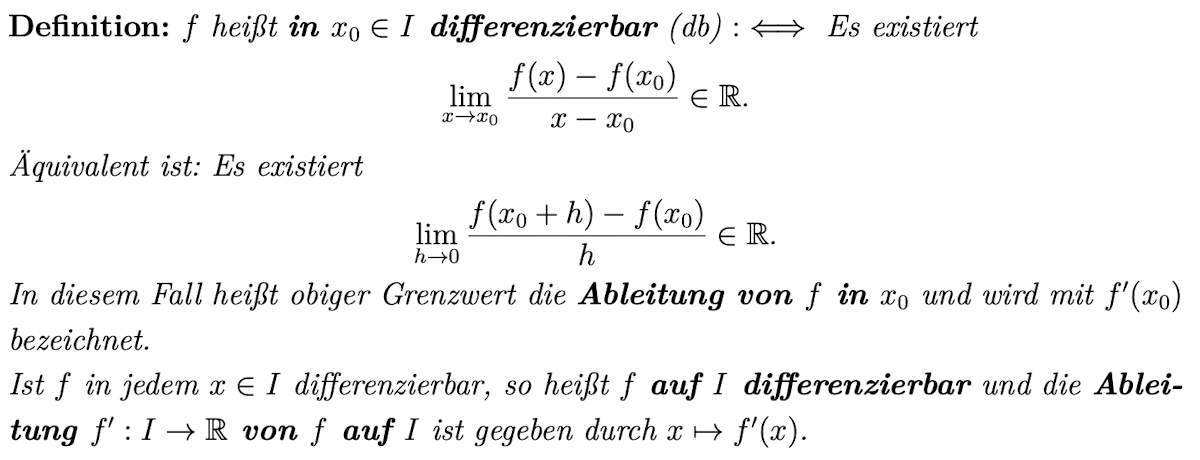 Definition: f heißt in x₀ ∈ I differenzierbar (db) :⟺ Es existiert
lim_{x→x₀} (f(x) − f(x₀))/(x − x₀) ∈ ℝ.
Äquivalent ist: Es existiert
lim_{h→0} (f(x₀ + h) − f(x₀))/h ∈ ℝ.
In diesem Fall heißt obiger Grenzwert die Ableitung von f in x₀ und wird mit f′(x₀)
bezeichnet.
Ist f in jedem x ∈ I differenzierbar, so heißt f auf I differenzierbar und die Ablei-
tung f′ : I → ℝ von f auf I ist gegeben durch x ↦ f′(x).